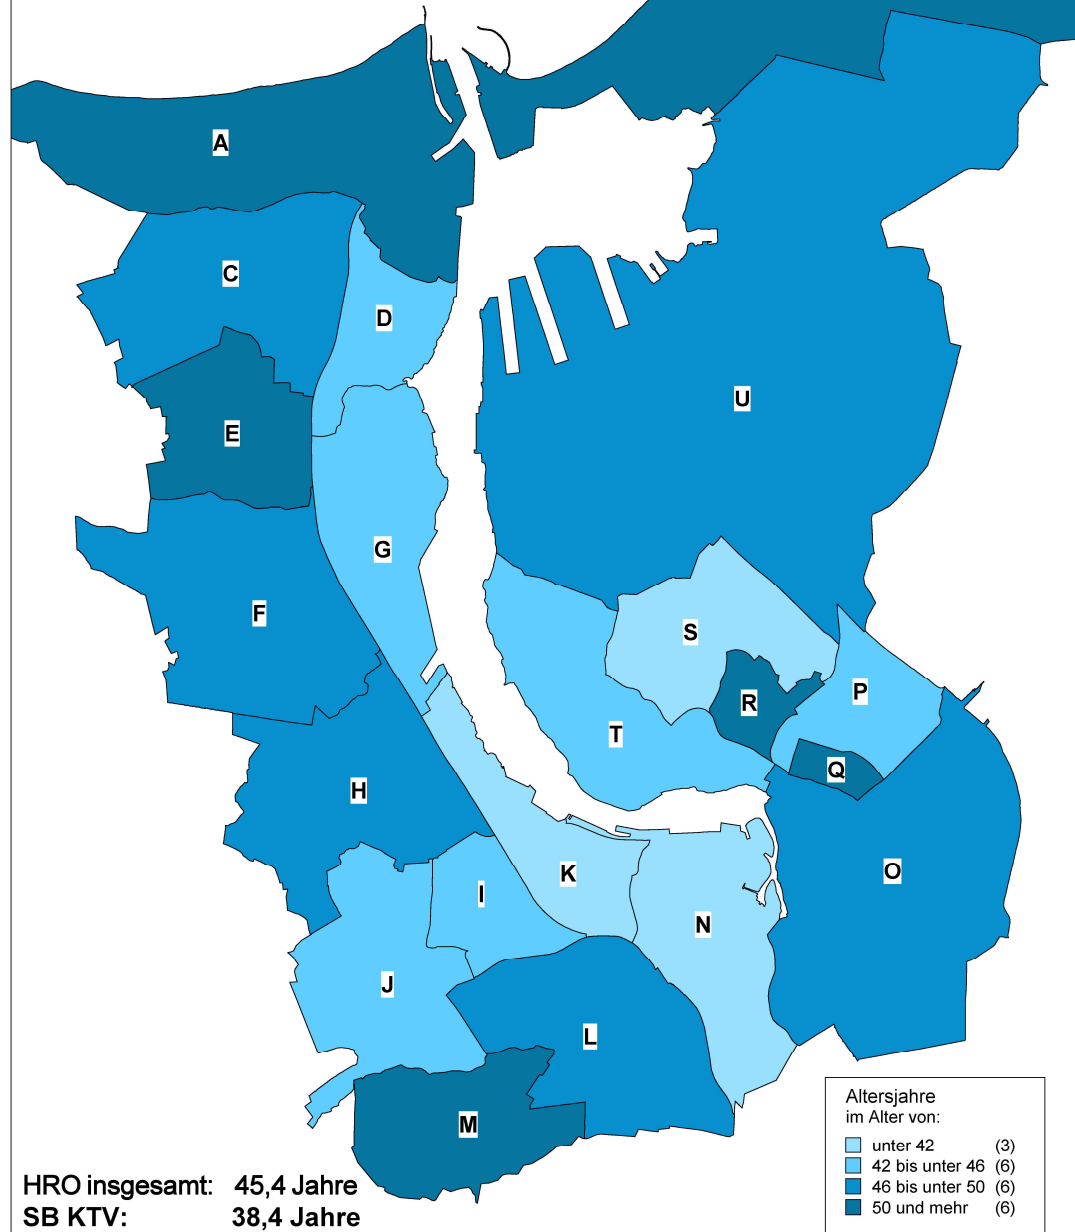 A
C
D
U
E
G
F
S
P
R
T
Q
H
O
K
I
N
J
L
M
Altersjahre
im Alter von:
unter 42 (3)
42 bis unter 46 (6)
46 bis unter 50 (6)
50 und mehr (6)
HRO insgesamt: 45,4 Jahre
SB KTV: 38,4 Jahre